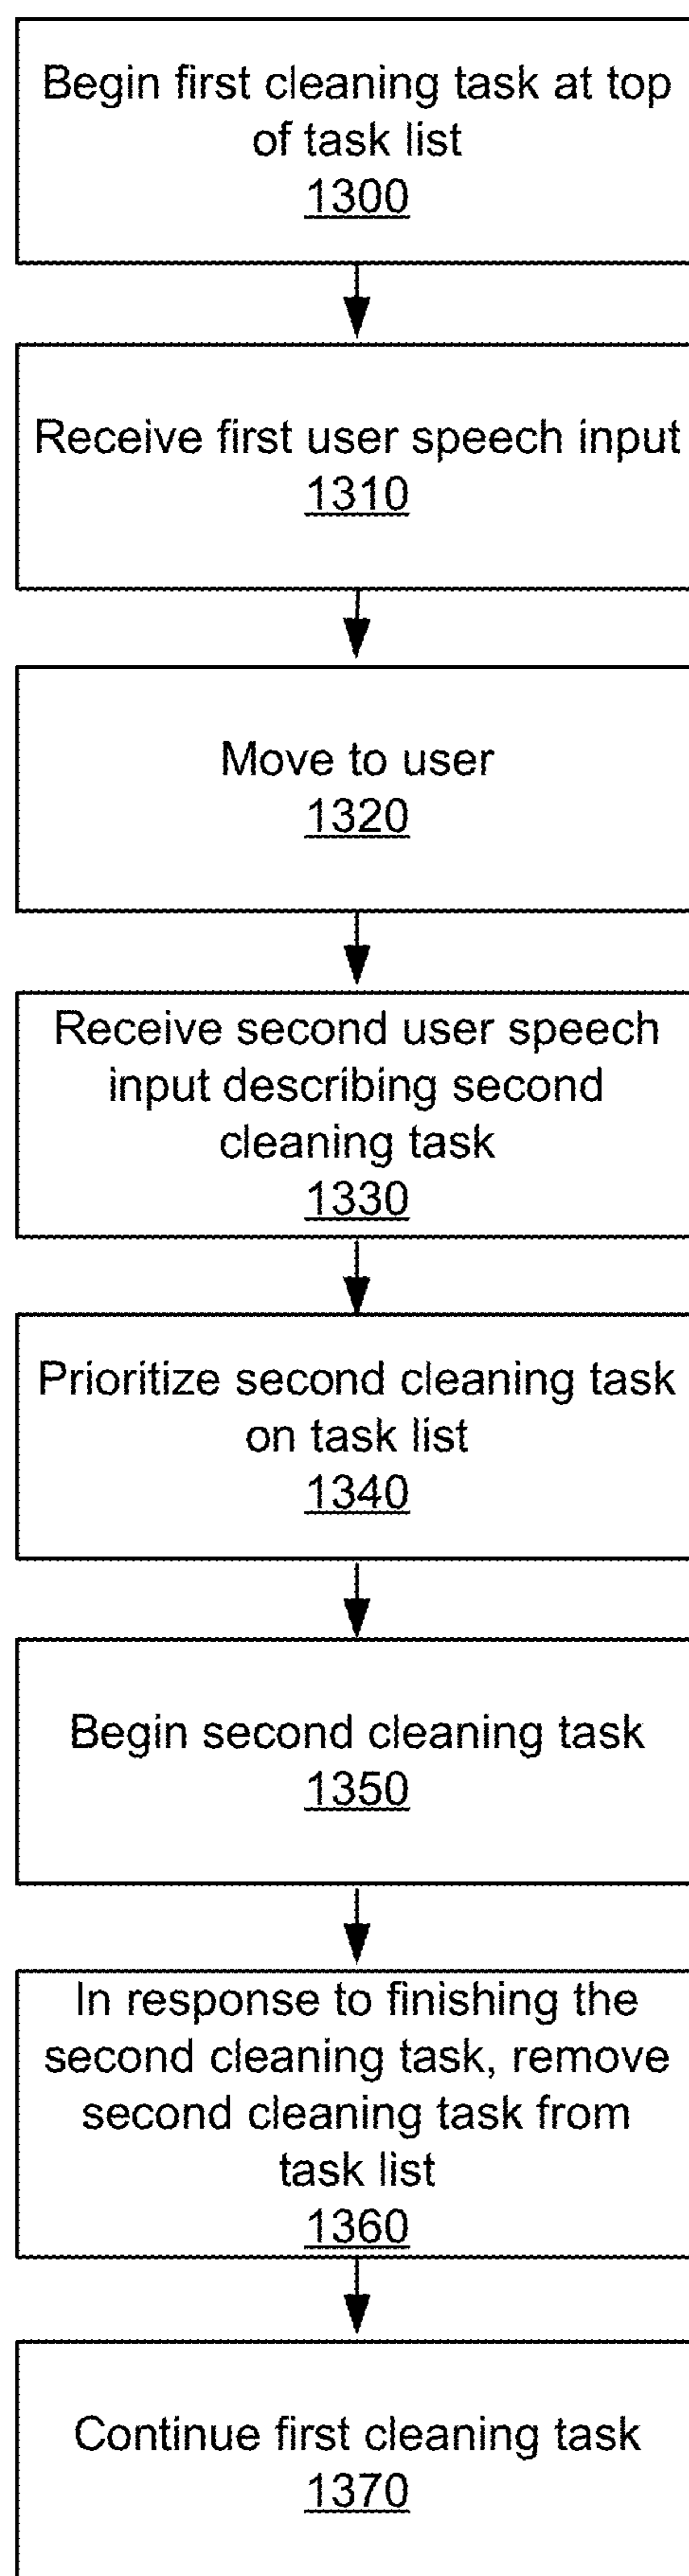 Begin first cleaning task at top
of task list
1300
Receive first user speech input
1310
Move to user
1320
Receive second user speech
input describing second
cleaning task
1330
Prioritize second cleaning task
on task list
1340
Begin second cleaning task
1350
In response to finishing the
second cleaning task, remove
second cleaning task from
task list
1360
Continue first cleaning task
1370